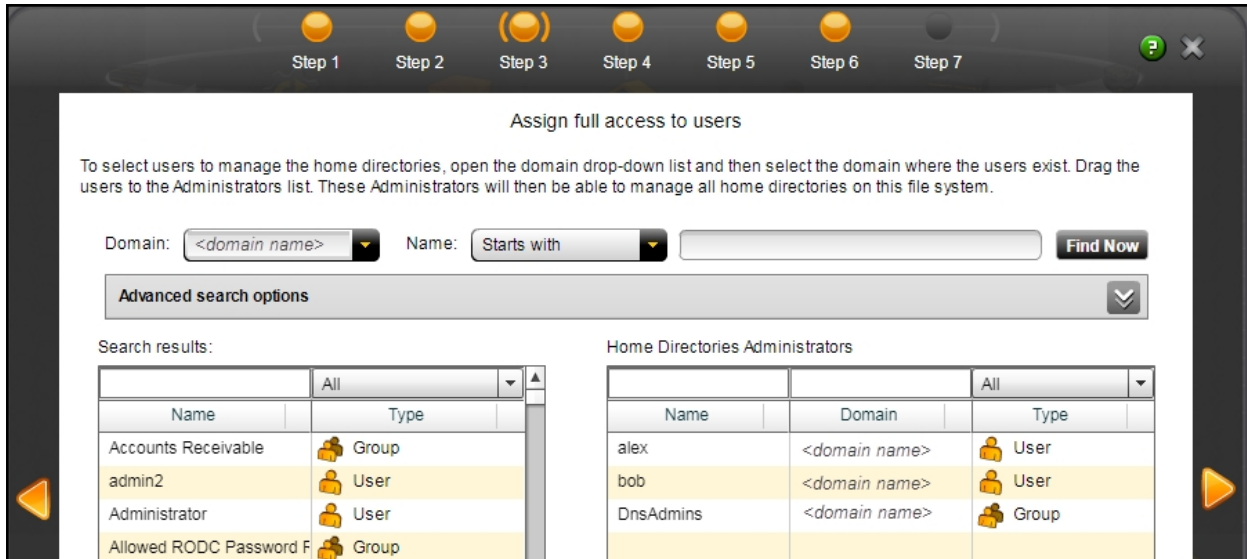 Step 1 Step 2 Step 3 Step 4 Step 5 Step 6 Step 7
Assign full access to users
To select users to manage the home directories, open the domain drop-down list and then select the domain where the users exist. Drag the
users to the Administrators list. These Administrators will then be able to manage all home directories on this file system.
Domain: <domain name> Name: Starts with Find Now
Advanced search options
Search results: Home Directories Administrators
All All
Name Type Name Domain Type
Accounts Receivable Group alex <domain name> User
admin2 User bob <domain name> User
Administrator User DnsAdmins <domain name> Group
Allowed RODC Password Group